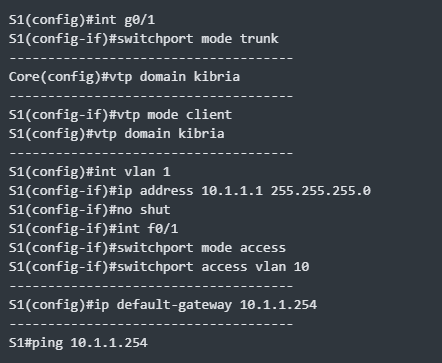 S1(config)#int g0/1
S1(config-if)#switchport mode trunk
-------------------------------------
Core(config)#vtp domain kibria
-------------------------------------
S1(config-if)#vtp mode client
S1(config)#vtp domain kibria
-------------------------------------
S1(config)#int vlan 1
S1(config-if)#ip address 10.1.1.1 255.255.255.0
S1(config-if)#no shut
S1(config-if)#int f0/1
S1(config-if)#switchport mode access
S1(config-if)#switchport access vlan 10
-------------------------------------
S1(config)#ip default-gateway 10.1.1.254
-------------------------------------
S1#ping 10.1.1.254